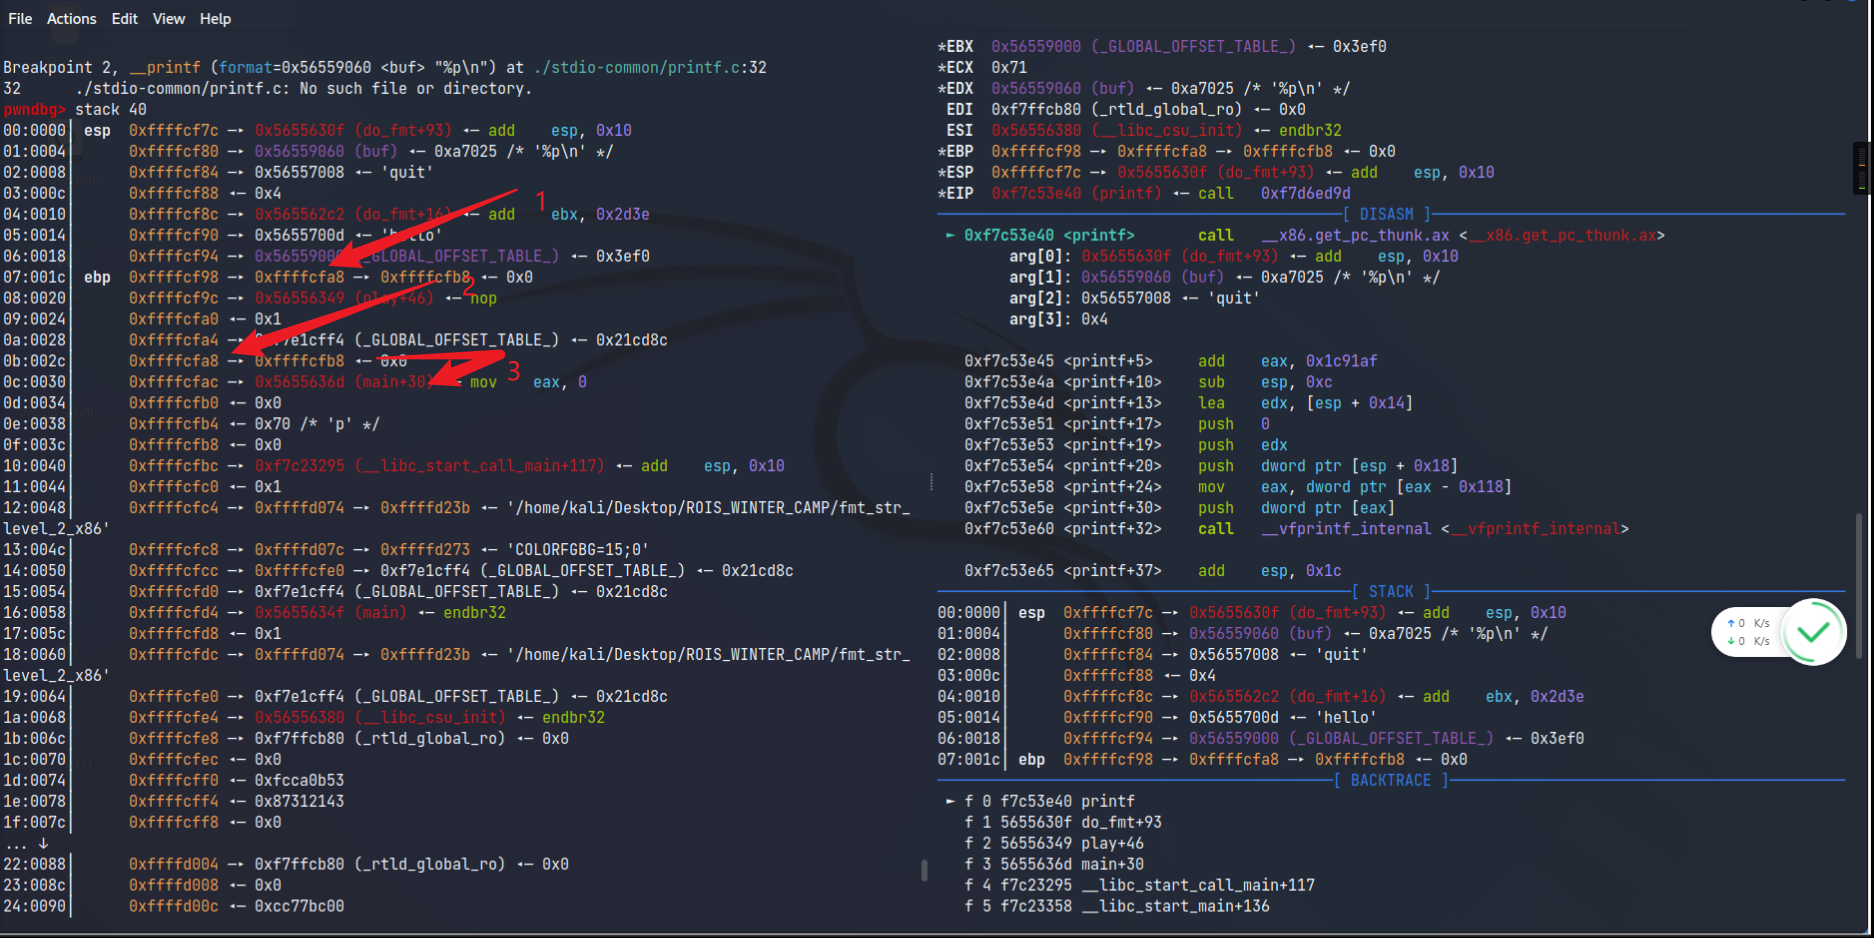 File Actions Edit View Help
Breakpoint 2, __printf (format=0x56559060 <buf> "%p\n") at ./stdio-common/printf.c:32
32 ./stdio-common/printf.c: No such file or directory.
pwndbg> stack 40
00:0000│ esp 0xffffcf7c —▸ 0x5655630f (do_fmt+93) ◂— add esp, 0x10
01:0004│ 0xffffcf80 —▸ 0x56559060 (buf) ◂— 0xa7025 /* '%p\n' */
02:0008│ 0xffffcf84 —▸ 0x56557008 ◂— 'quit'
03:000c│ 0xffffcf88 ◂— 0x4
04:0010│ 0xffffcf8c —▸ 0x565562c2 (do_fmt+16) ◂— add ebx, 0x2d3e
1
05:0014│ 0xffffcf90 —▸ 0x5655700d ◂— 'hello'
06:0018│ 0xffffcf94 —▸ 0x56559000 (_GLOBAL_OFFSET_TABLE_) ◂— 0x3ef0
07:001c│ ebp 0xffffcf98 —▸ 0xffffcfa8 —▸ 0xffffcfb8 ◂— 0x0
2
08:0020│ 0xffffcf9c —▸ 0x56556349 (play+46) ◂— nop
09:0024│ 0xffffcfa0 ◂— 0x1
0a:0028│ 0xffffcfa4 —▸ 0xf7e1cff4 (_GLOBAL_OFFSET_TABLE_) ◂— 0x21cd8c
0b:002c│ 0xffffcfa8 —▸ 0xffffcfb8 ◂— 0x0
3
0c:0030│ 0xffffcfac —▸ 0x5655636d (main+30) ◂— mov eax, 0
0d:0034│ 0xffffcfb0 ◂— 0x0
0e:0038│ 0xffffcfb4 ◂— 0x70 /* 'p' */
0f:003c│ 0xffffcfb8 ◂— 0x0
10:0040│ 0xffffcfbc —▸ 0xf7c23295 (__libc_start_call_main+117) ◂— add esp, 0x10
11:0044│ 0xffffcfc0 ◂— 0x1
12:0048│ 0xffffcfc4 —▸ 0xffffd074 —▸ 0xffffd23b ◂— '/home/kali/Desktop/ROIS_WINTER_CAMP/fmt_str_
level_2_x86'
13:004c│ 0xffffcfc8 —▸ 0xffffd07c —▸ 0xffffd273 ◂— 'COLORFGBG=15;0'
14:0050│ 0xffffcfcc —▸ 0xffffcfe0 —▸ 0xf7e1cff4 (_GLOBAL_OFFSET_TABLE_) ◂— 0x21cd8c
15:0054│ 0xffffcfd0 —▸ 0xf7e1cff4 (_GLOBAL_OFFSET_TABLE_) ◂— 0x21cd8c
16:0058│ 0xffffcfd4 —▸ 0x5655634f (main) ◂— endbr32
17:005c│ 0xffffcfd8 ◂— 0x1
18:0060│ 0xffffcfdc —▸ 0xffffd074 —▸ 0xffffd23b ◂— '/home/kali/Desktop/ROIS_WINTER_CAMP/fmt_str_
level_2_x86'
19:0064│ 0xffffcfe0 —▸ 0xf7e1cff4 (_GLOBAL_OFFSET_TABLE_) ◂— 0x21cd8c
1a:0068│ 0xffffcfe4 —▸ 0x56556380 (__libc_csu_init) ◂— endbr32
1b:006c│ 0xffffcfe8 —▸ 0xf7ffcb80 (_rtld_global_ro) ◂— 0x0
1c:0070│ 0xffffcfec ◂— 0x0
1d:0074│ 0xffffcff0 ◂— 0xfcca0b53
1e:0078│ 0xffffcff4 ◂— 0x87312143
1f:007c│ 0xffffcff8 ◂— 0x0
... ↓
22:0088│ 0xffffd004 —▸ 0xf7ffcb80 (_rtld_global_ro) ◂— 0x0
23:008c│ 0xffffd008 ◂— 0x0
24:0090│ 0xffffd00c ◂— 0xcc77bc00
*EBX 0x56559000 (_GLOBAL_OFFSET_TABLE_) ◂— 0x3ef0
*ECX 0x71
*EDX 0x56559060 (buf) ◂— 0xa7025 /* '%p\n' */
EDI 0xf7ffcb80 (_rtld_global_ro) ◂— 0x0
ESI 0x56556380 (__libc_csu_init) ◂— endbr32
*EBP 0xffffcf98 —▸ 0xffffcfa8 —▸ 0xffffcfb8 ◂— 0x0
*ESP 0xffffcf7c —▸ 0x5655630f (do_fmt+93) ◂— add esp, 0x10
*EIP 0xf7c53e40 (printf) ◂— call 0xf7d6ed9d
[ DISASM ]
► 0xf7c53e40 <printf> call __x86.get_pc_thunk.ax <__x86.get_pc_thunk.ax>
arg[0]: 0x5655630f (do_fmt+93) ◂— add esp, 0x10
arg[1]: 0x56559060 (buf) ◂— 0xa7025 /* '%p\n' */
arg[2]: 0x56557008 ◂— 'quit'
arg[3]: 0x4
0xf7c53e45 <printf+5> add eax, 0x1c91af
0xf7c53e4a <printf+10> sub esp, 0xc
0xf7c53e4d <printf+13> lea edx, [esp + 0x14]
0xf7c53e51 <printf+17> push 0
0xf7c53e53 <printf+19> push edx
0xf7c53e54 <printf+20> push dword ptr [esp + 0x18]
0xf7c53e58 <printf+24> mov eax, dword ptr [eax - 0x118]
0xf7c53e5e <printf+30> push dword ptr [eax]
0xf7c53e60 <printf+32> call __vfprintf_internal <__vfprintf_internal>
0xf7c53e65 <printf+37> add esp, 0x1c
[ STACK ]
00:0000│ esp 0xffffcf7c —▸ 0x5655630f (do_fmt+93) ◂— add esp, 0x10
01:0004│ 0xffffcf80 —▸ 0x56559060 (buf) ◂— 0xa7025 /* '%p\n' */
02:0008│ 0xffffcf84 —▸ 0x56557008 ◂— 'quit'
03:000c│ 0xffffcf88 ◂— 0x4
04:0010│ 0xffffcf8c —▸ 0x565562c2 (do_fmt+16) ◂— add ebx, 0x2d3e
05:0014│ 0xffffcf90 —▸ 0x5655700d ◂— 'hello'
06:0018│ 0xffffcf94 —▸ 0x56559000 (_GLOBAL_OFFSET_TABLE_) ◂— 0x3ef0
07:001c│ ebp 0xffffcf98 —▸ 0xffffcfa8 —▸ 0xffffcfb8 ◂— 0x0
[ BACKTRACE ]
► f 0 f7c53e40 printf
f 1 5655630f do_fmt+93
f 2 56556349 play+46
f 3 5655636d main+30
f 4 f7c23295 __libc_start_call_main+117
f 5 f7c23358 __libc_start_main+136
↑ 0 K/s
↓ 0 K/s